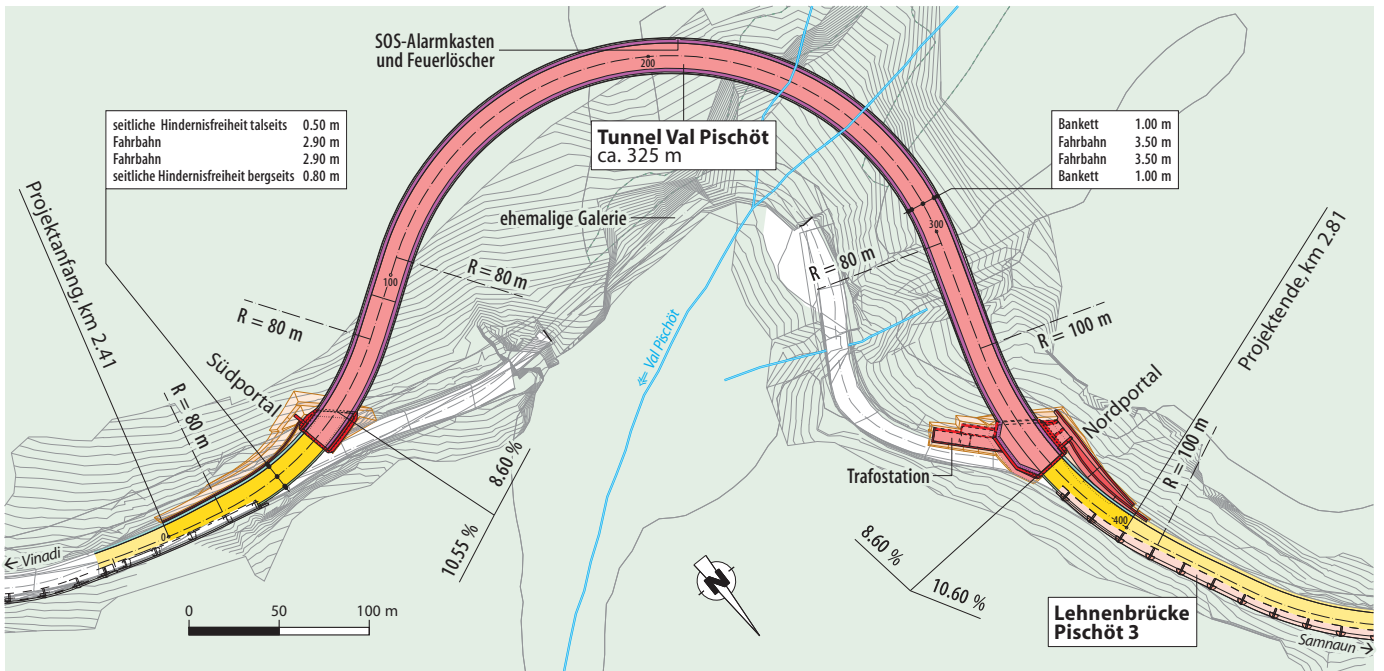 SOS-Alarmkasten
und Feuerlöscher
200
seitliche Hindernisfreiheit talseits 0.50 m
Fahrbahn 2.90 m
Fahrbahn 2.90 m
seitliche Hindernisfreiheit bergseits 0.80 m
Tunnel Val Pischöt
ca. 325 m
Bankett 1.00 m
Fahrbahn 3.50 m
Fahrbahn 3.50 m
Bankett 1.00 m
Projektanfang, km 2.41
ehemalige Galerie
300
100
R = 80 m
R = 80 m
R = 80 m
R = 100 m
Projektende, km 2.81
Südportal
⇐ Val Pischöt
R = 80 m
Nordportal
R = 100 m
8.60 %
10.55 %
Trafostation
0
400
← Vinadi
8.60 %
10.60 %
N
0 50 100 m
Lehnenbrücke
Pischöt 3
Samnaun →